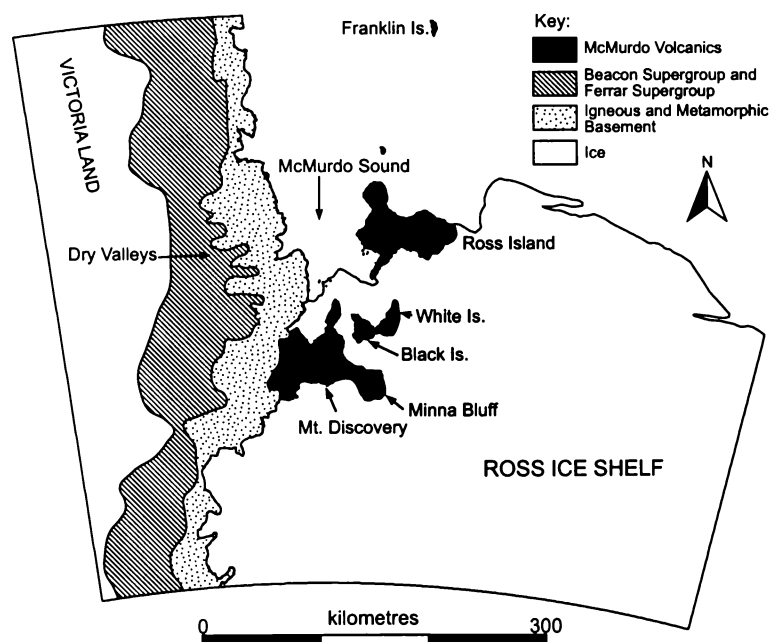 Franklin Is.
Key:
McMurdo Volcanics
Beacon Supergroup and
Ferrar Supergroup
Igneous and Metamorphic
Basement
Ice
VICTORIA LAND
McMurdo Sound
N
Ross Island
Dry Valleys
White Is.
Black Is.
Minna Bluff
Mt. Discovery
ROSS ICE SHELF
0 kilometres 300